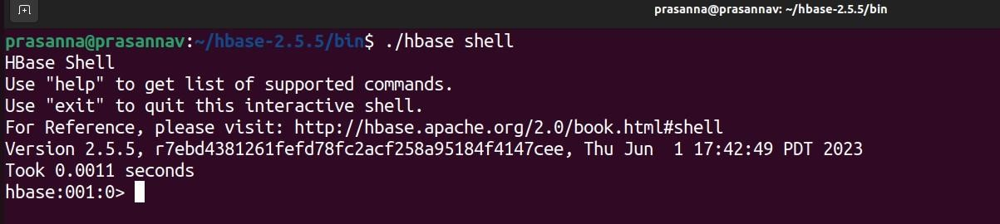 prasanna@prasannav: ~/hbase-2.5.5/bin
prasanna@prasannav:~/hbase-2.5.5/bin$ ./hbase shell
HBase Shell
Use "help" to get list of supported commands.
Use "exit" to quit this interactive shell.
For Reference, please visit: http://hbase.apache.org/2.0/book.html#shell
Version 2.5.5, r7ebd4381261fefd78fc2acf258a95184f4147cee, Thu Jun  1 17:42:49 PDT 2023
Took 0.0011 seconds
hbase:001:0>